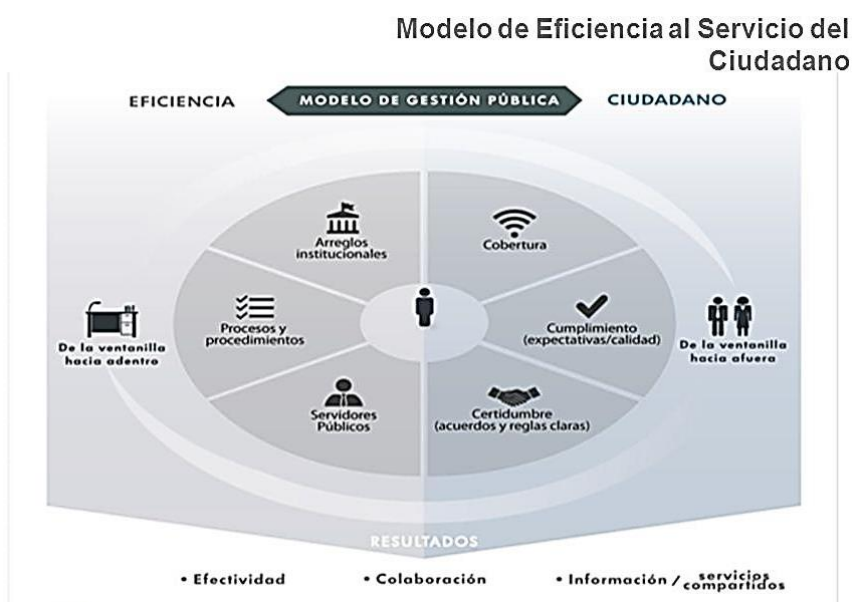 Modelo de Eficiencia al Servicio del
Ciudadano
EFICIENCIA
MODELO DE GESTIÓN PÚBLICA
CIUDADANO
Arreglos
institucionales
Cobertura
Procesos y
procedimientos
Cumplimiento
(expectativas/calidad)
De la ventanilla
hacia adentro
De la ventanilla
hacia afuera
Servidores
Públicos
Certidumbre
(acuerdos y reglas claras)
RESULTADOS
• Efectividad
• Colaboración
• Información / servicios
compartidos